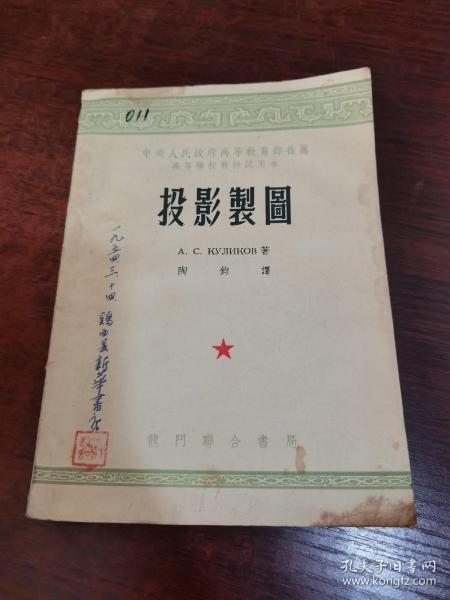 011
中央人民政府高等教育部推薦
高等學校教材試用本
投影製圖
А. С. КУЛИКОВ 著
陶鈞譯
一九五四、三、十四
鷄西县新华書店
龍門聯合書局
孔夫子旧书网
www.kongfz.com